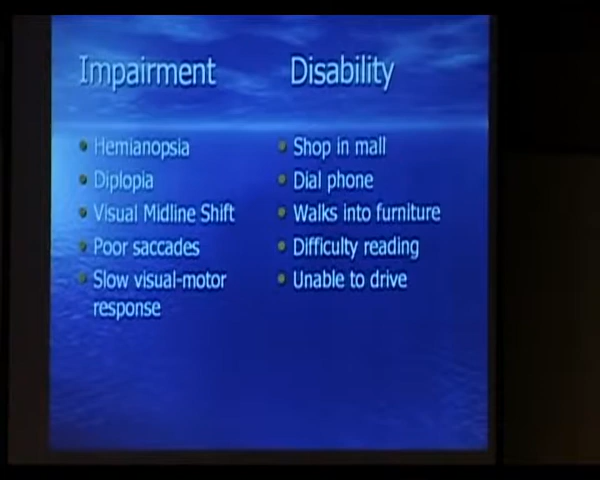 Impairment
Disability
Hemianopsia
Diplopia
Visual Midline Shift
Poor saccades
Slow visual-motor
response
Shop in mall
Dial phone
Walks into furniture
Difficulty reading
Unable to drive